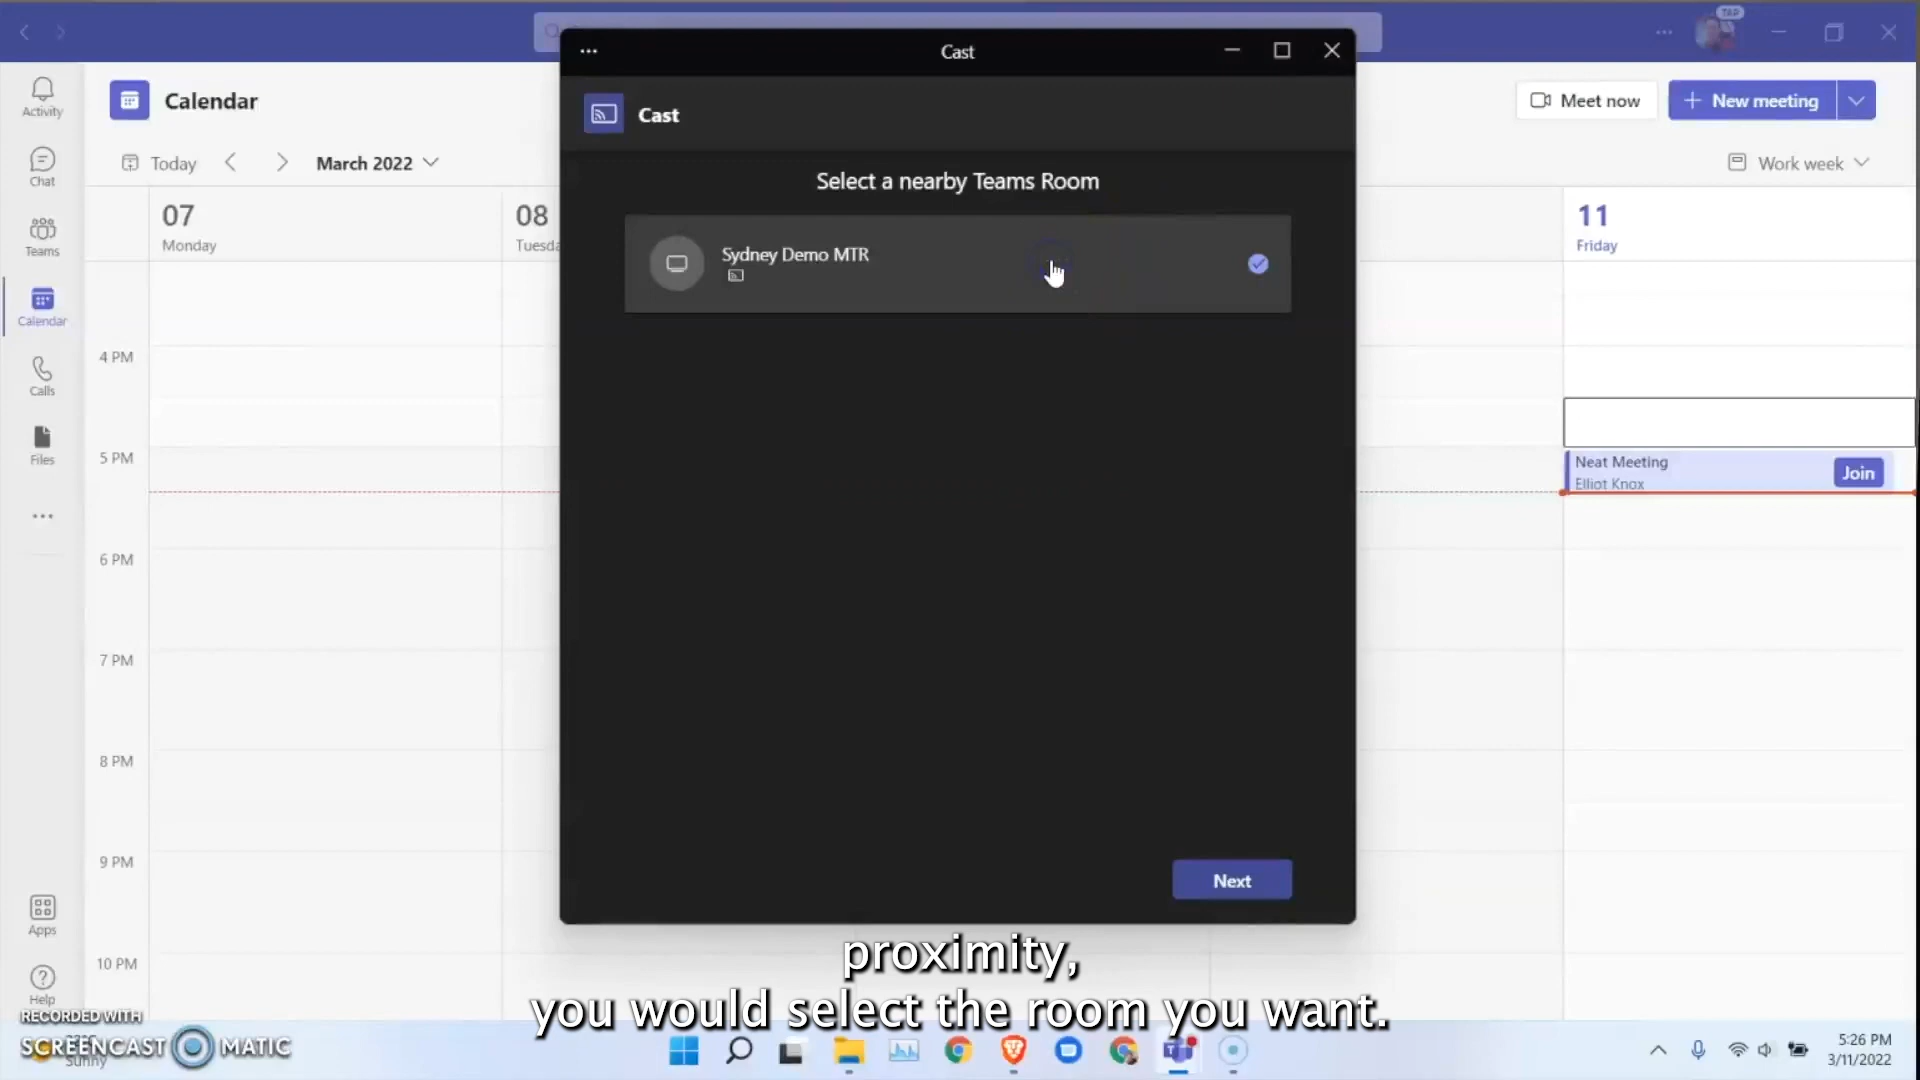 TAP
Cast
Activity
Calendar
Meet now
New meeting
Cast
Today
March 2022
Work week
Chat
Select a nearby Teams Room
07
Monday
08
Tuesda
11
Friday
Teams
Sydney Demo MTR
Calendar
4 PM
Calls
Files
5 PM
Neat Meeting
Elliot Knox
Join
6 PM
7 PM
8 PM
9 PM
Next
Apps
10 PM
Help
proximity,
you would select the room you want.
RECORDED WITH
SCREENCAST MATIC
Sunny
5:26 PM
3/11/2022